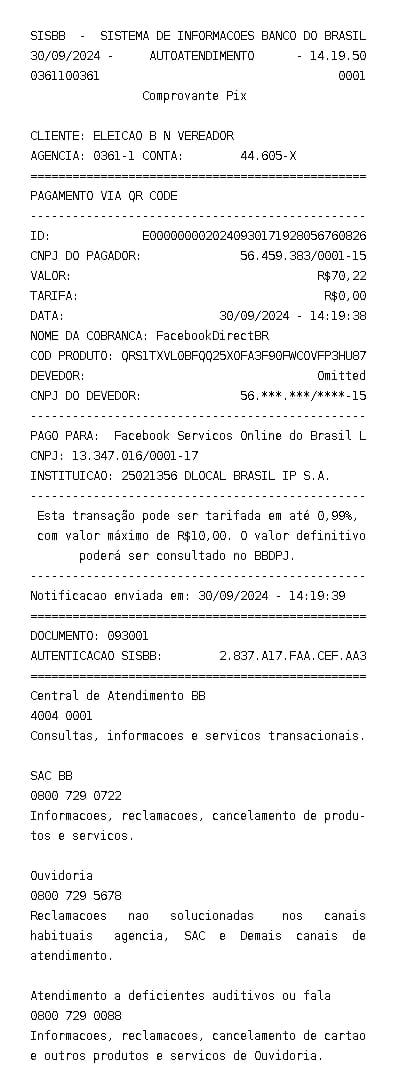 SISBB - SISTEMA DE INFORMACOES BANCO DO BRASIL
30/09/2024 - AUTOATENDIMENTO - 14.19.50
0361100361 0001
Comprovante Pix
CLIENTE: ELEICAO B N VEREADOR
AGENCIA: 0361-1 CONTA: 44.605-X
================================================
PAGAMENTO VIA QR CODE
------------------------------------------------
ID: E00000000202409301719280567608​26
CNPJ DO PAGADOR: 56.459.383/0001-15
VALOR: R$70,22
TARIFA: R$0,00
DATA: 30/09/2024 - 14:19:38
NOME DA COBRANCA: FacebookDirectBR
COD PRODUTO: QRS1TXVL0BFQQ25X0FA3F90FWCOVFP3HU87
DEVEDOR: Omitted
CNPJ DO DEVEDOR: 56.***.***/****-15
------------------------------------------------
PAGO PARA: Facebook Servicos Online do Brasil L
CNPJ: 13.347.016/0001-17
INSTITUICAO: 25021356 DLOCAL BRASIL IP S.A.
------------------------------------------------
Esta transação pode ser tarifada em até 0,99%,
com valor máximo de R$10,00. O valor definitivo
poderá ser consultado no BBDPJ.
------------------------------------------------
Notificacao enviada em: 30/09/2024 - 14:19:39
================================================
DOCUMENTO: 093001
AUTENTICACAO SISBB: 2.837.A17.FAA.CEF.AA3
================================================
Central de Atendimento BB
4004 0001
Consultas, informacoes e servicos transacionais.
SAC BB
0800 729 0722
Informacoes, reclamacoes, cancelamento de produ-
tos e servicos.
Ouvidoria
0800 729 5678
Reclamacoes nao solucionadas nos canais
habituais agencia, SAC e Demais canais de
atendimento.
Atendimento a deficientes auditivos ou fala
0800 729 0088
Informacoes, reclamacoes, cancelamento de cartao
e outros produtos e servicos de Ouvidoria.